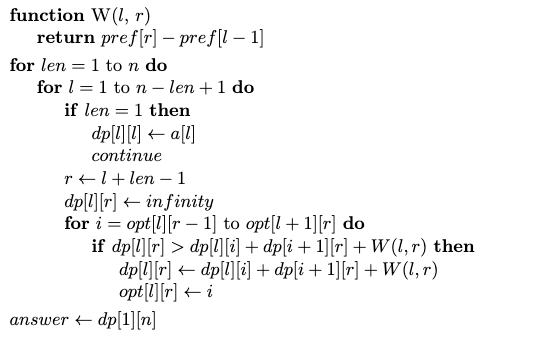 function W(l, r)
return pref[r] − pref[l − 1]
for len = 1 to n do
for l = 1 to n − len + 1 do
if len = 1 then
dp[l][l] ← a[l]
continue
r ← l + len − 1
dp[l][r] ← infinity
for i = opt[l][r − 1] to opt[l + 1][r] do
if dp[l][r] > dp[l][i] + dp[i + 1][r] + W(l, r) then
dp[l][r] ← dp[l][i] + dp[i + 1][r] + W(l, r)
opt[l][r] ← i
answer ← dp[1][n]